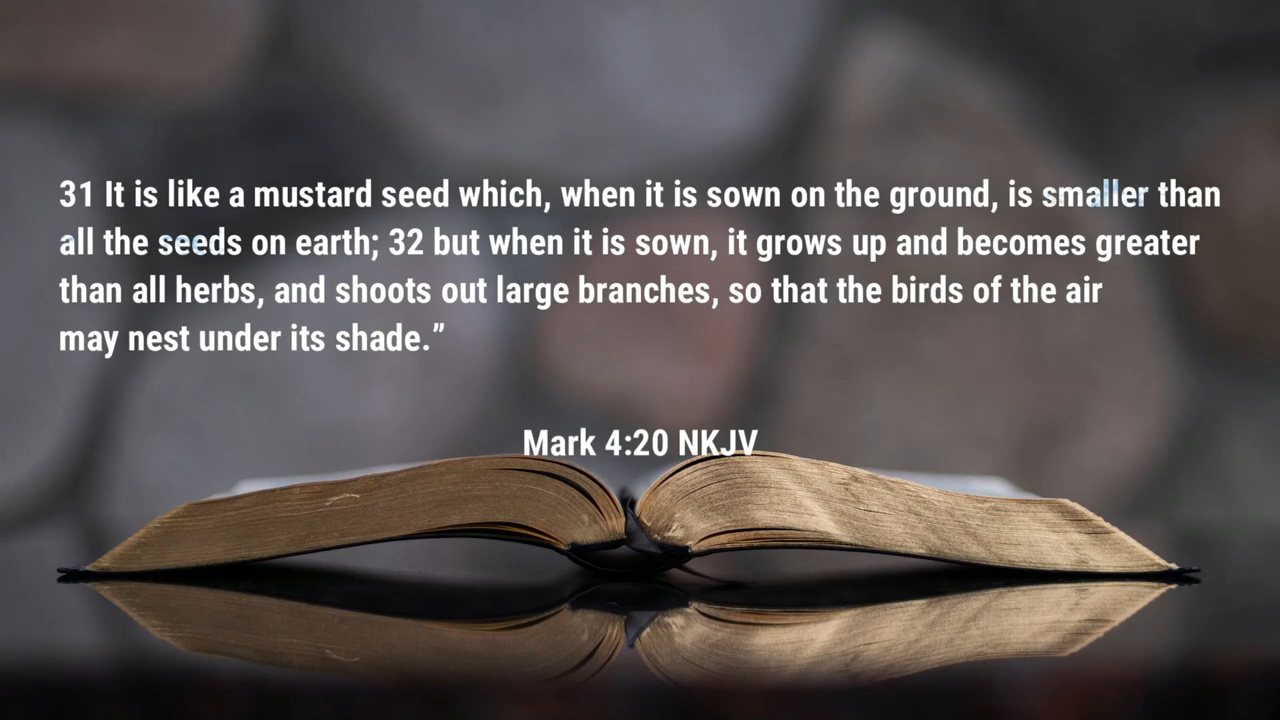 31 It is like a mustard seed which, when it is sown on the ground, is smaller than
all the seeds on earth; 32 but when it is sown, it grows up and becomes greater
than all herbs, and shoots out large branches, so that the birds of the air
may nest under its shade.”
Mark 4:20 NKJV